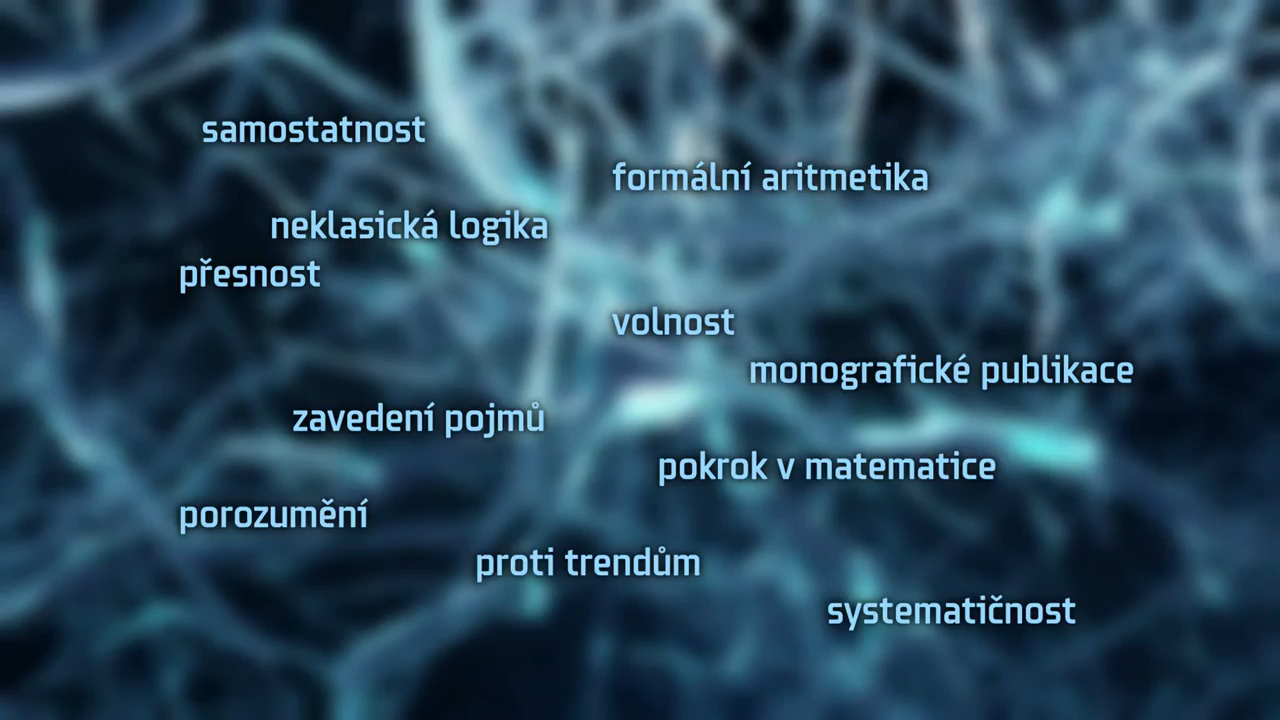 samostatnost
formální aritmetika
neklasická logika
přesnost
volnost
monografické publikace
zavedení pojmů
pokrok v matematice
porozumění
proti trendům
systematičnost